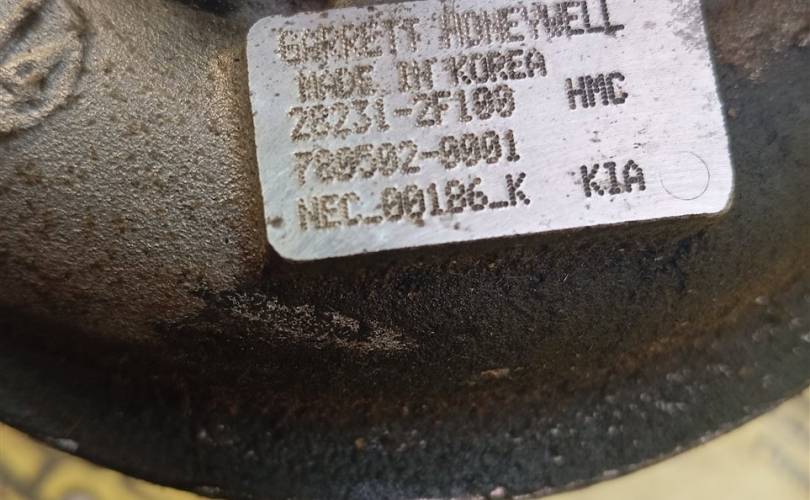 GARRETT HONEYWELL
MADE IN KOREA
28231-2F100 HMC
780502-0001
NEC_00186_K KIA